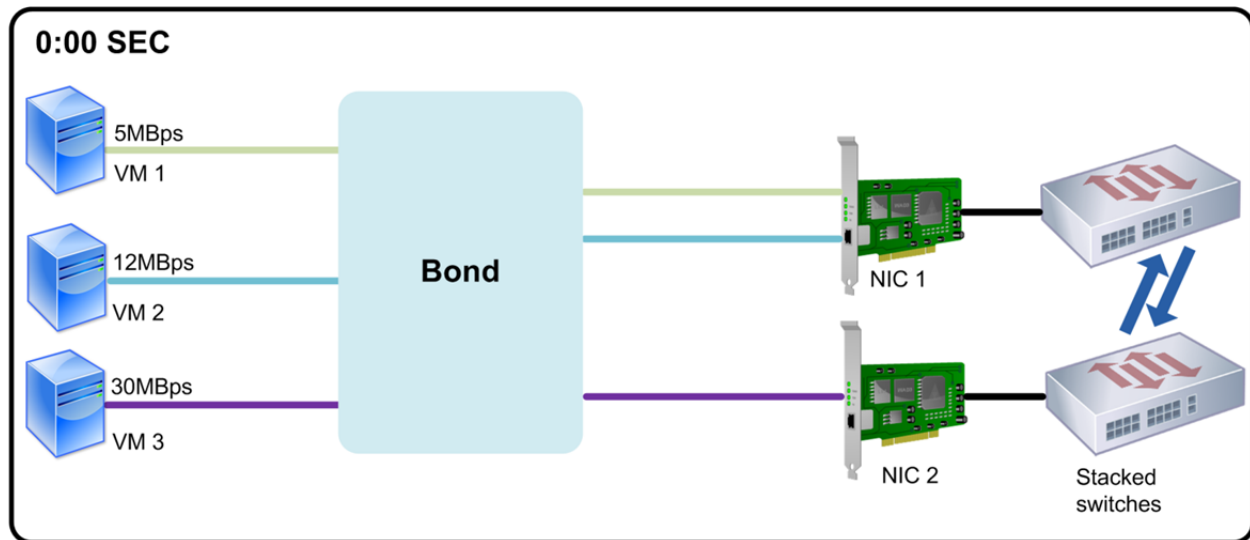 0:00 SEC
5MBps
VM 1
12MBps
VM 2
30MBps
VM 3
Bond
NIC 1
NIC 2
Stacked
switches